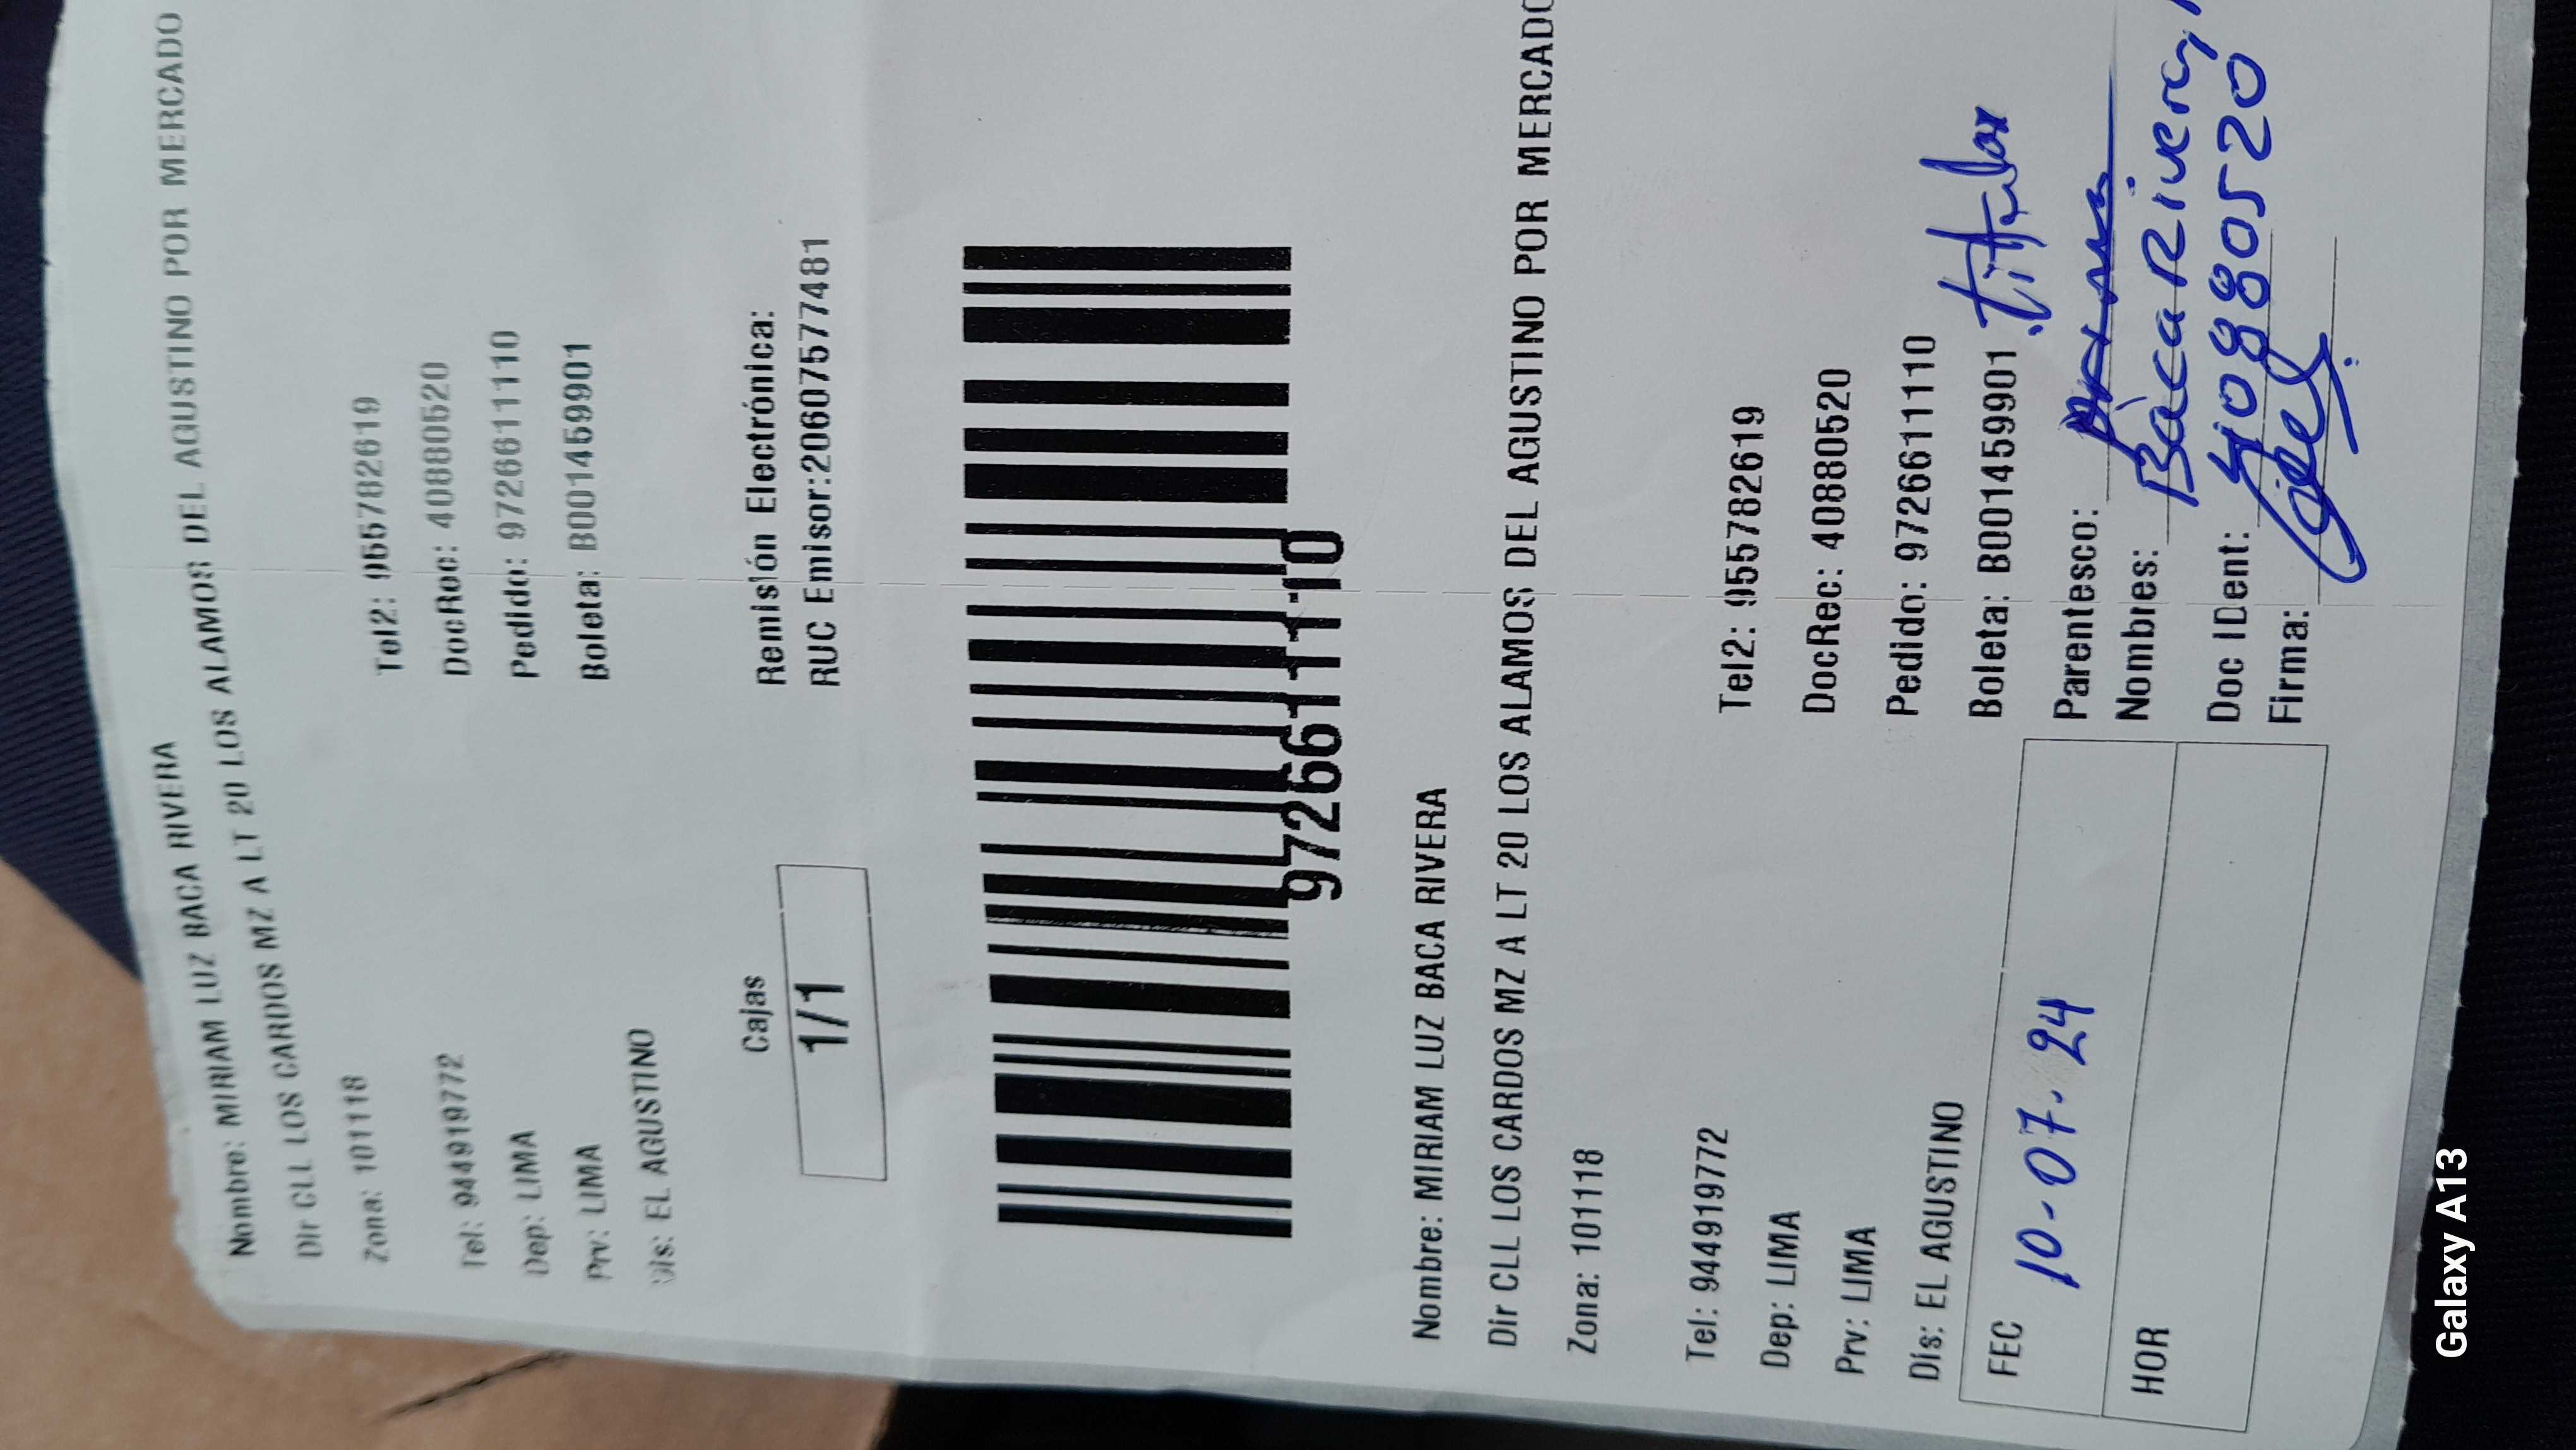 Nombre: MIRIAM LUZ BACA RIVERA
Dir CLL LOS CARDOS MZ A LT 20 LOS ALAMOS DEL AGUSTINO POR MERCADO
Zona: 101118
Tel: 944919772
Tel2: 955782619
Dep: LIMA
DocRec: 40880520
Prv: LIMA
Pedido: 9726611110
Dis: EL AGUSTINO
Boleta: B001459901
Cajas
1/1
Remisión Electrónica:
RUC Emisor:20607577481
9726611110
Nombre: MIRIAM LUZ BACA RIVERA
Dir CLL LOS CARDOS MZ A LT 20 LOS ALAMOS DEL AGUSTINO POR MERCADO
Zona: 101118
Tel: 944919772
Tel2: 955782619
Dep: LIMA
DocRec: 40880520
Prv: LIMA
Pedido: 9726611110
Dis: EL AGUSTINO
Boleta: B001459901
Titular
FEC 10-07-24
Parentesco:
Nombres: Baca Rivera,
HOR
Doc IDent: 40880520
Firma:
Galaxy A13